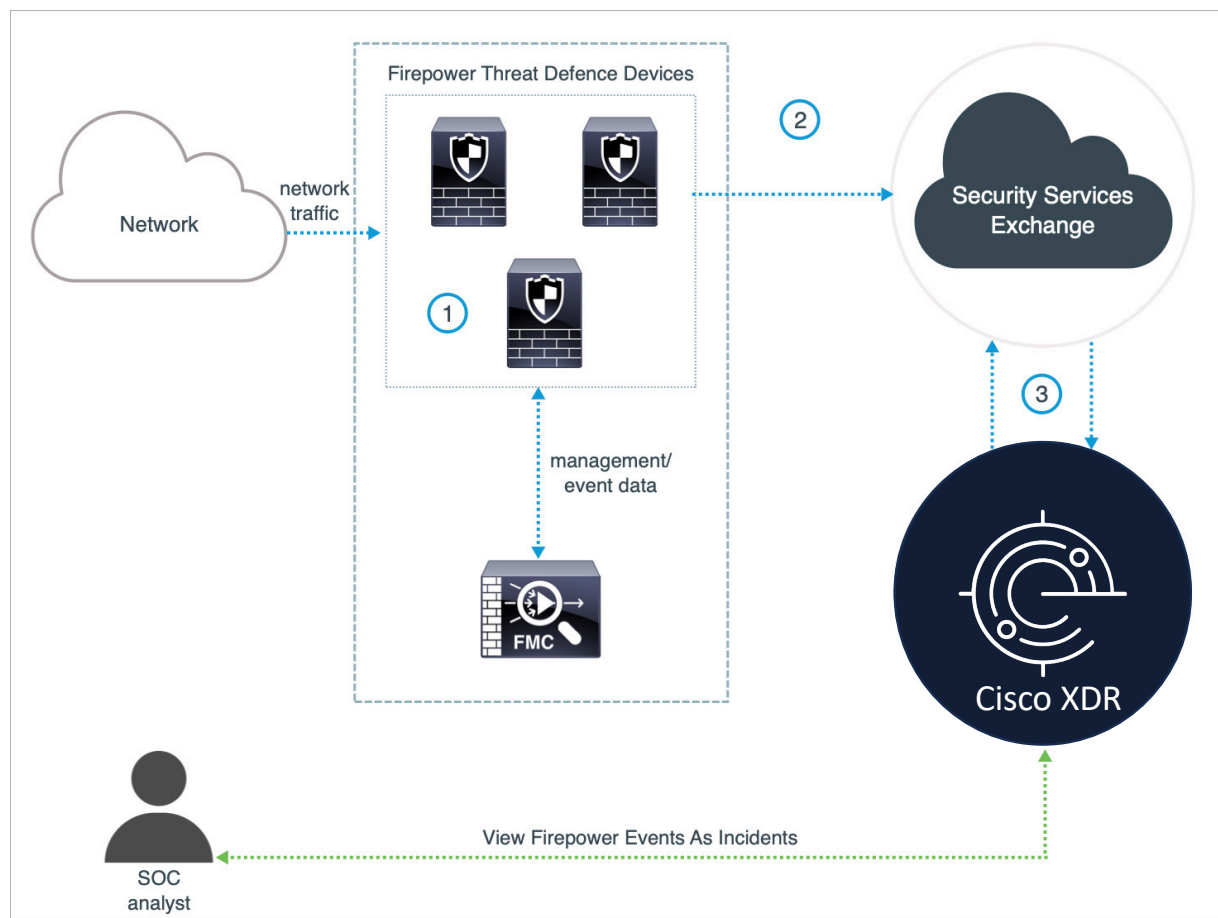 Firepower Threat Defence Devices
2
Security Services
Exchange
network
traffic
Network
1
3
management/
event data
FMC
Cisco XDR
View Firepower Events As Incidents
SOC
analyst